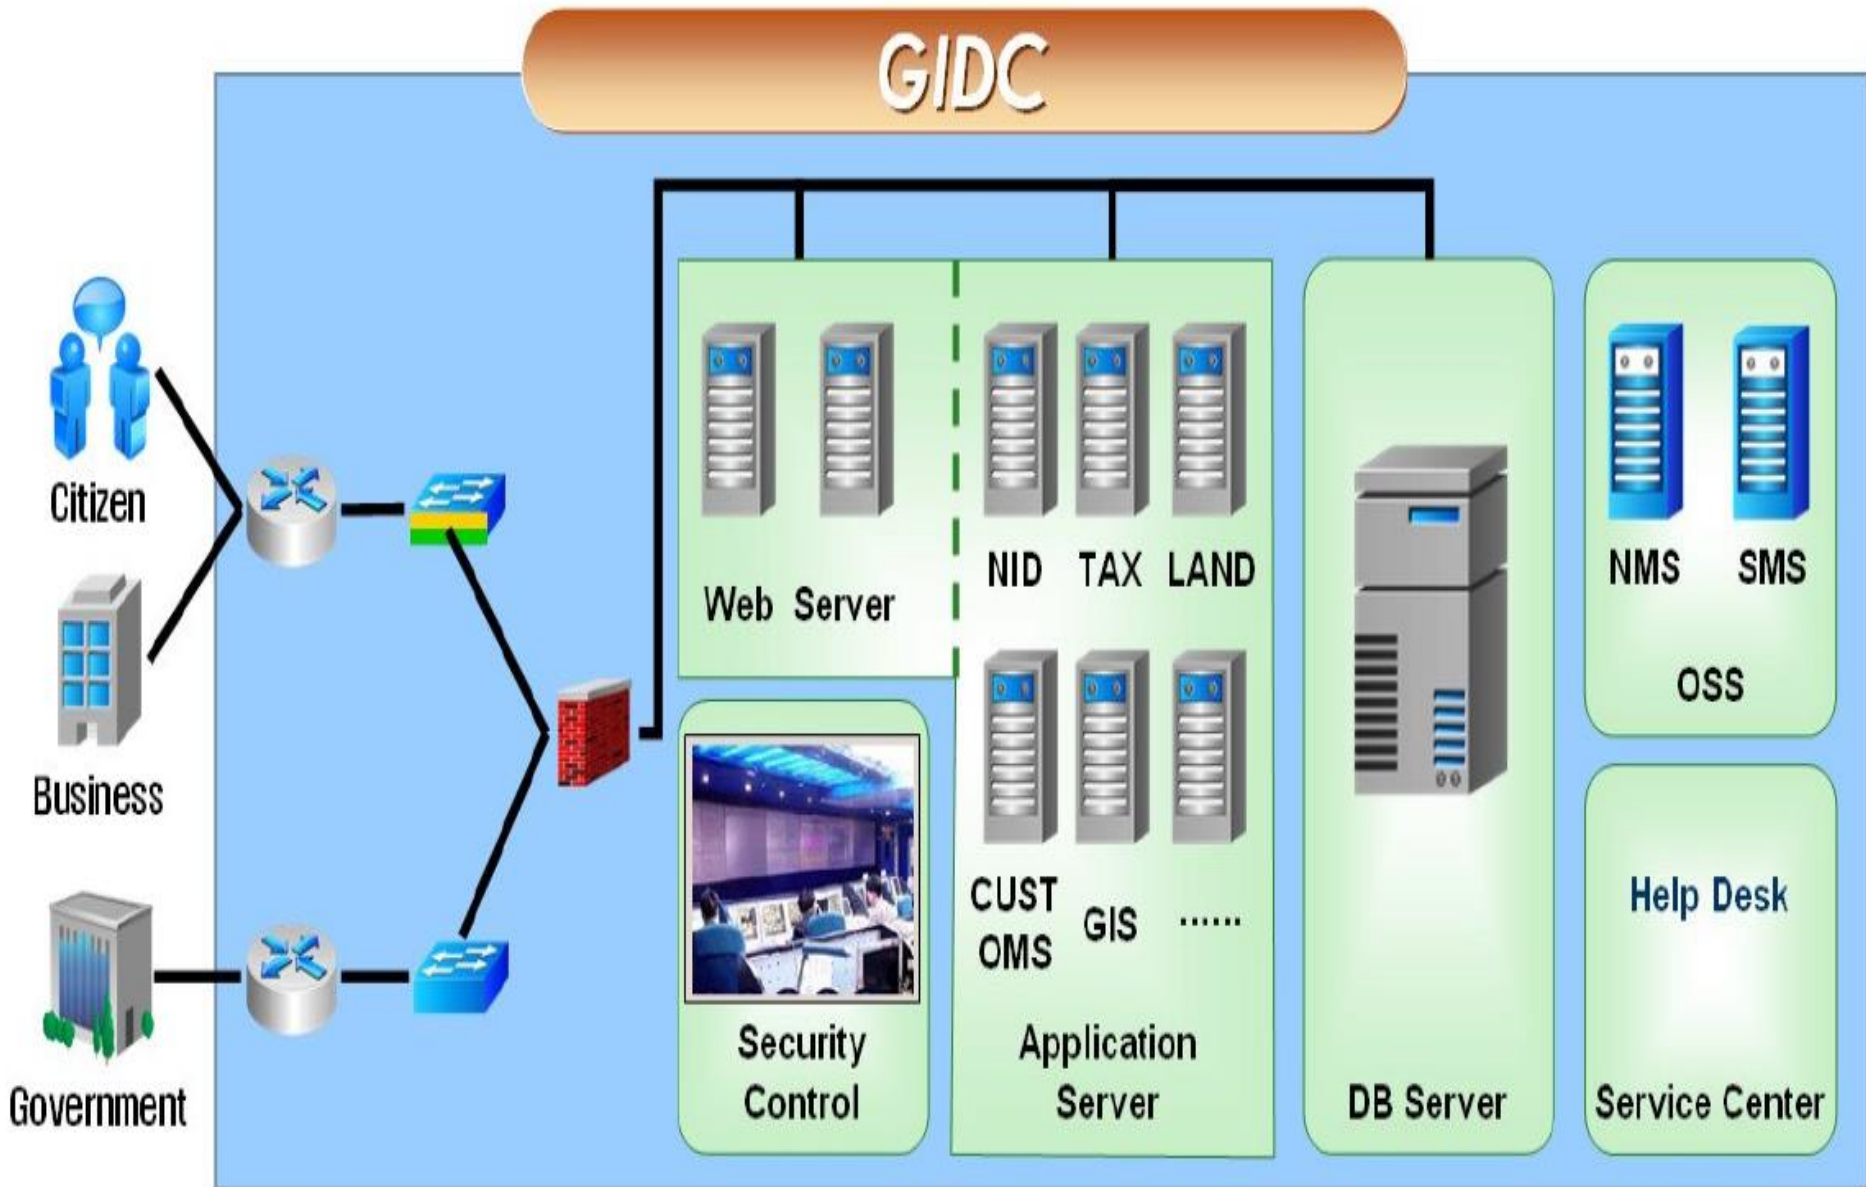 GIDC
Citizen
Business
Government
Web Server
Security
Control
NID TAX LAND
CUST
OMS
GIS
......
Application
Server
DB Server
NMS SMS
OSS
Help Desk
Service Center